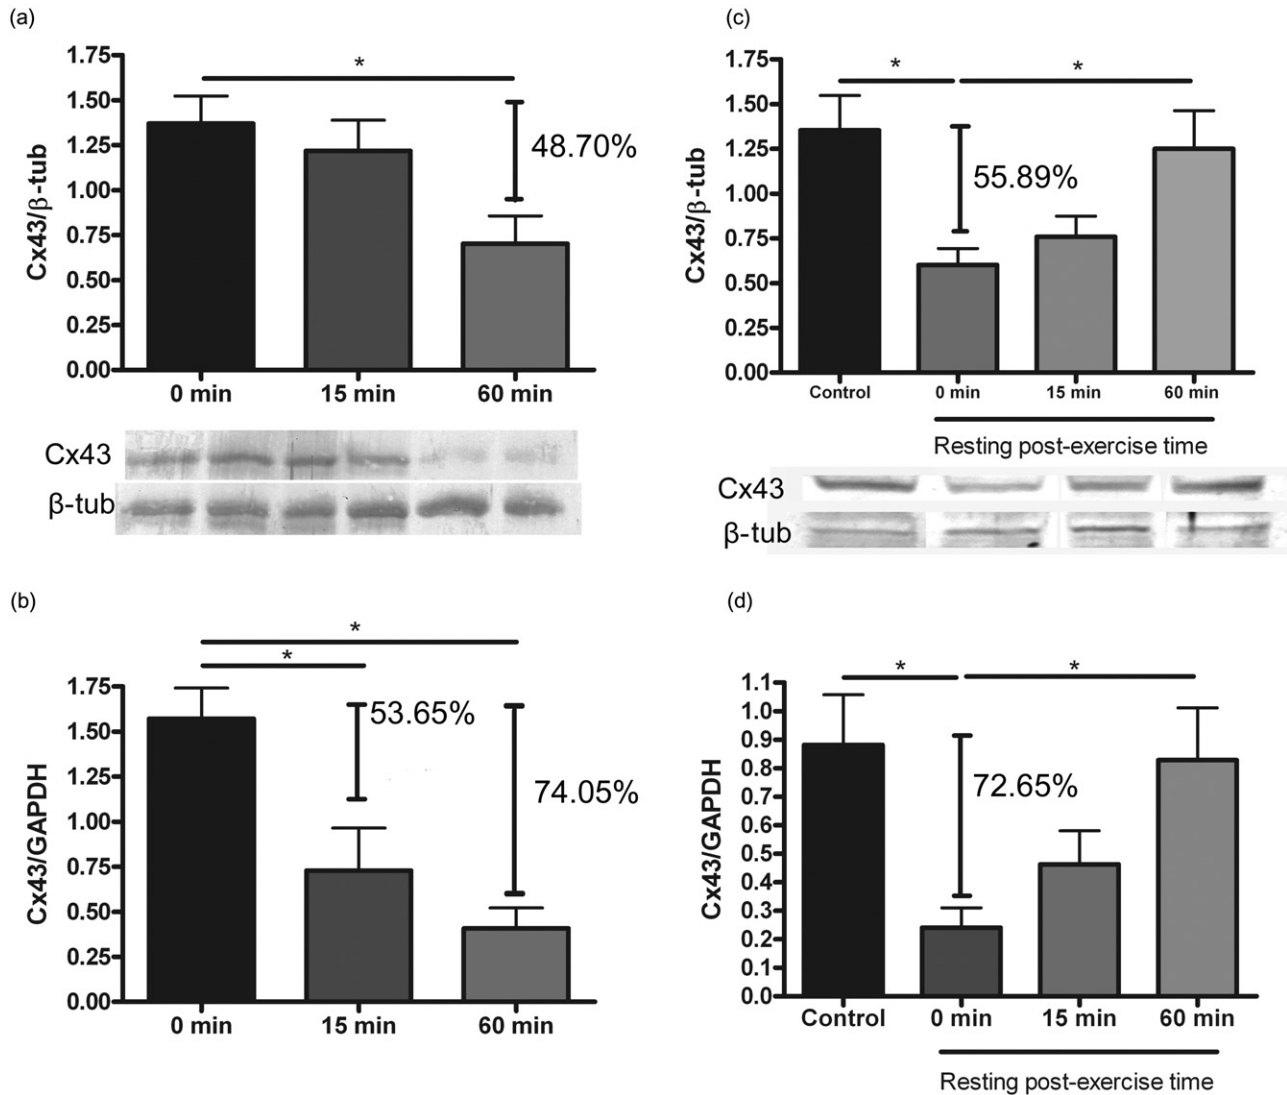 (a)
Cx43/β-tub
1.75
1.50
1.25
1.00
0.75
0.50
0.25
0.00
*
48.70%
0 min 15 min 60 min
Cx43
β-tub
(c)
Cx43/β-tub
1.75
1.50
1.25
1.00
0.75
0.50
0.25
0.00
* *
55.89%
Control 0 min 15 min 60 min
Resting post-exercise time
Cx43
β-tub
(b)
Cx43/GAPDH
1.75
1.50
1.25
1.00
0.75
0.50
0.25
0.00
*
*
53.65%
74.05%
0 min 15 min 60 min
(d)
Cx43/GAPDH
1.1
1.0
0.9
0.8
0.7
0.6
0.5
0.4
0.3
0.2
0.1
0.0
* *
72.65%
Control 0 min 15 min 60 min
Resting post-exercise time